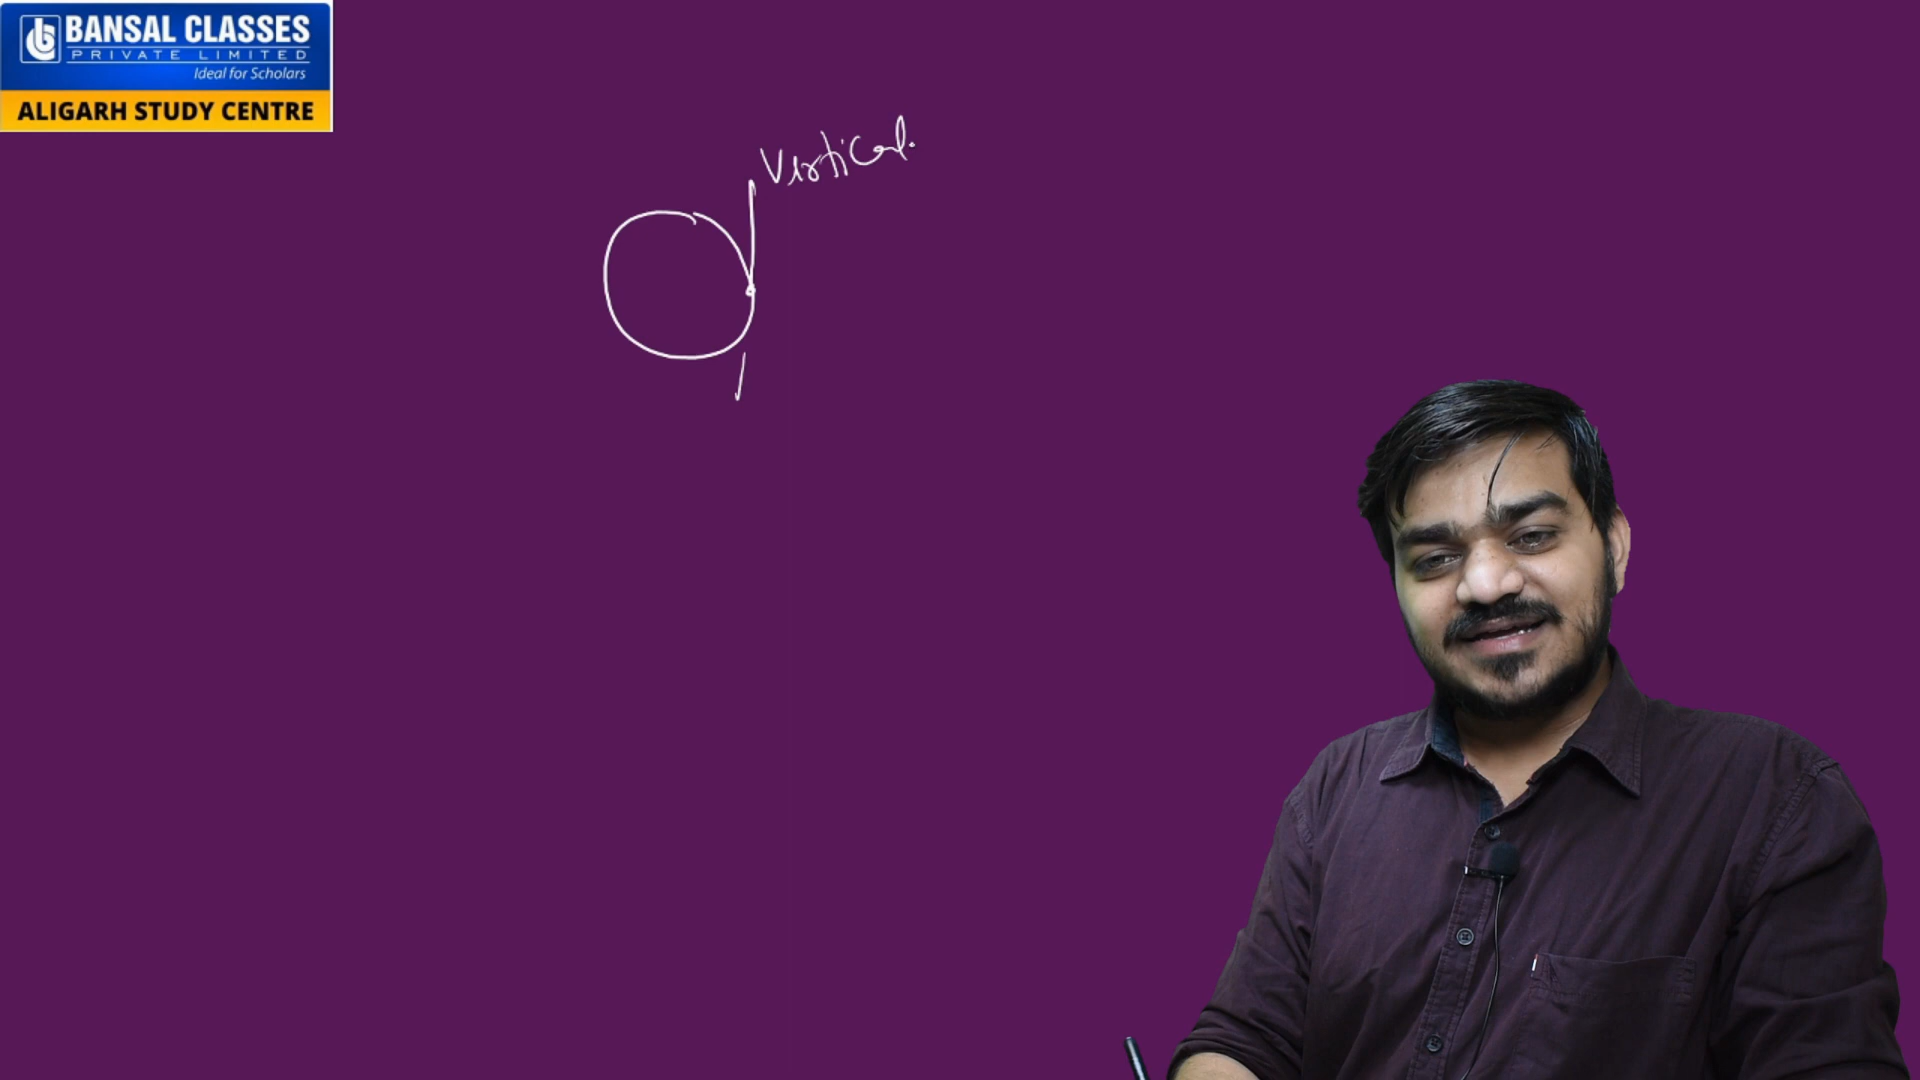 BANSAL CLASSES
PRIVATE LIMITED
Ideal for Scholars
ALIGARH STUDY CENTRE
Vertical.